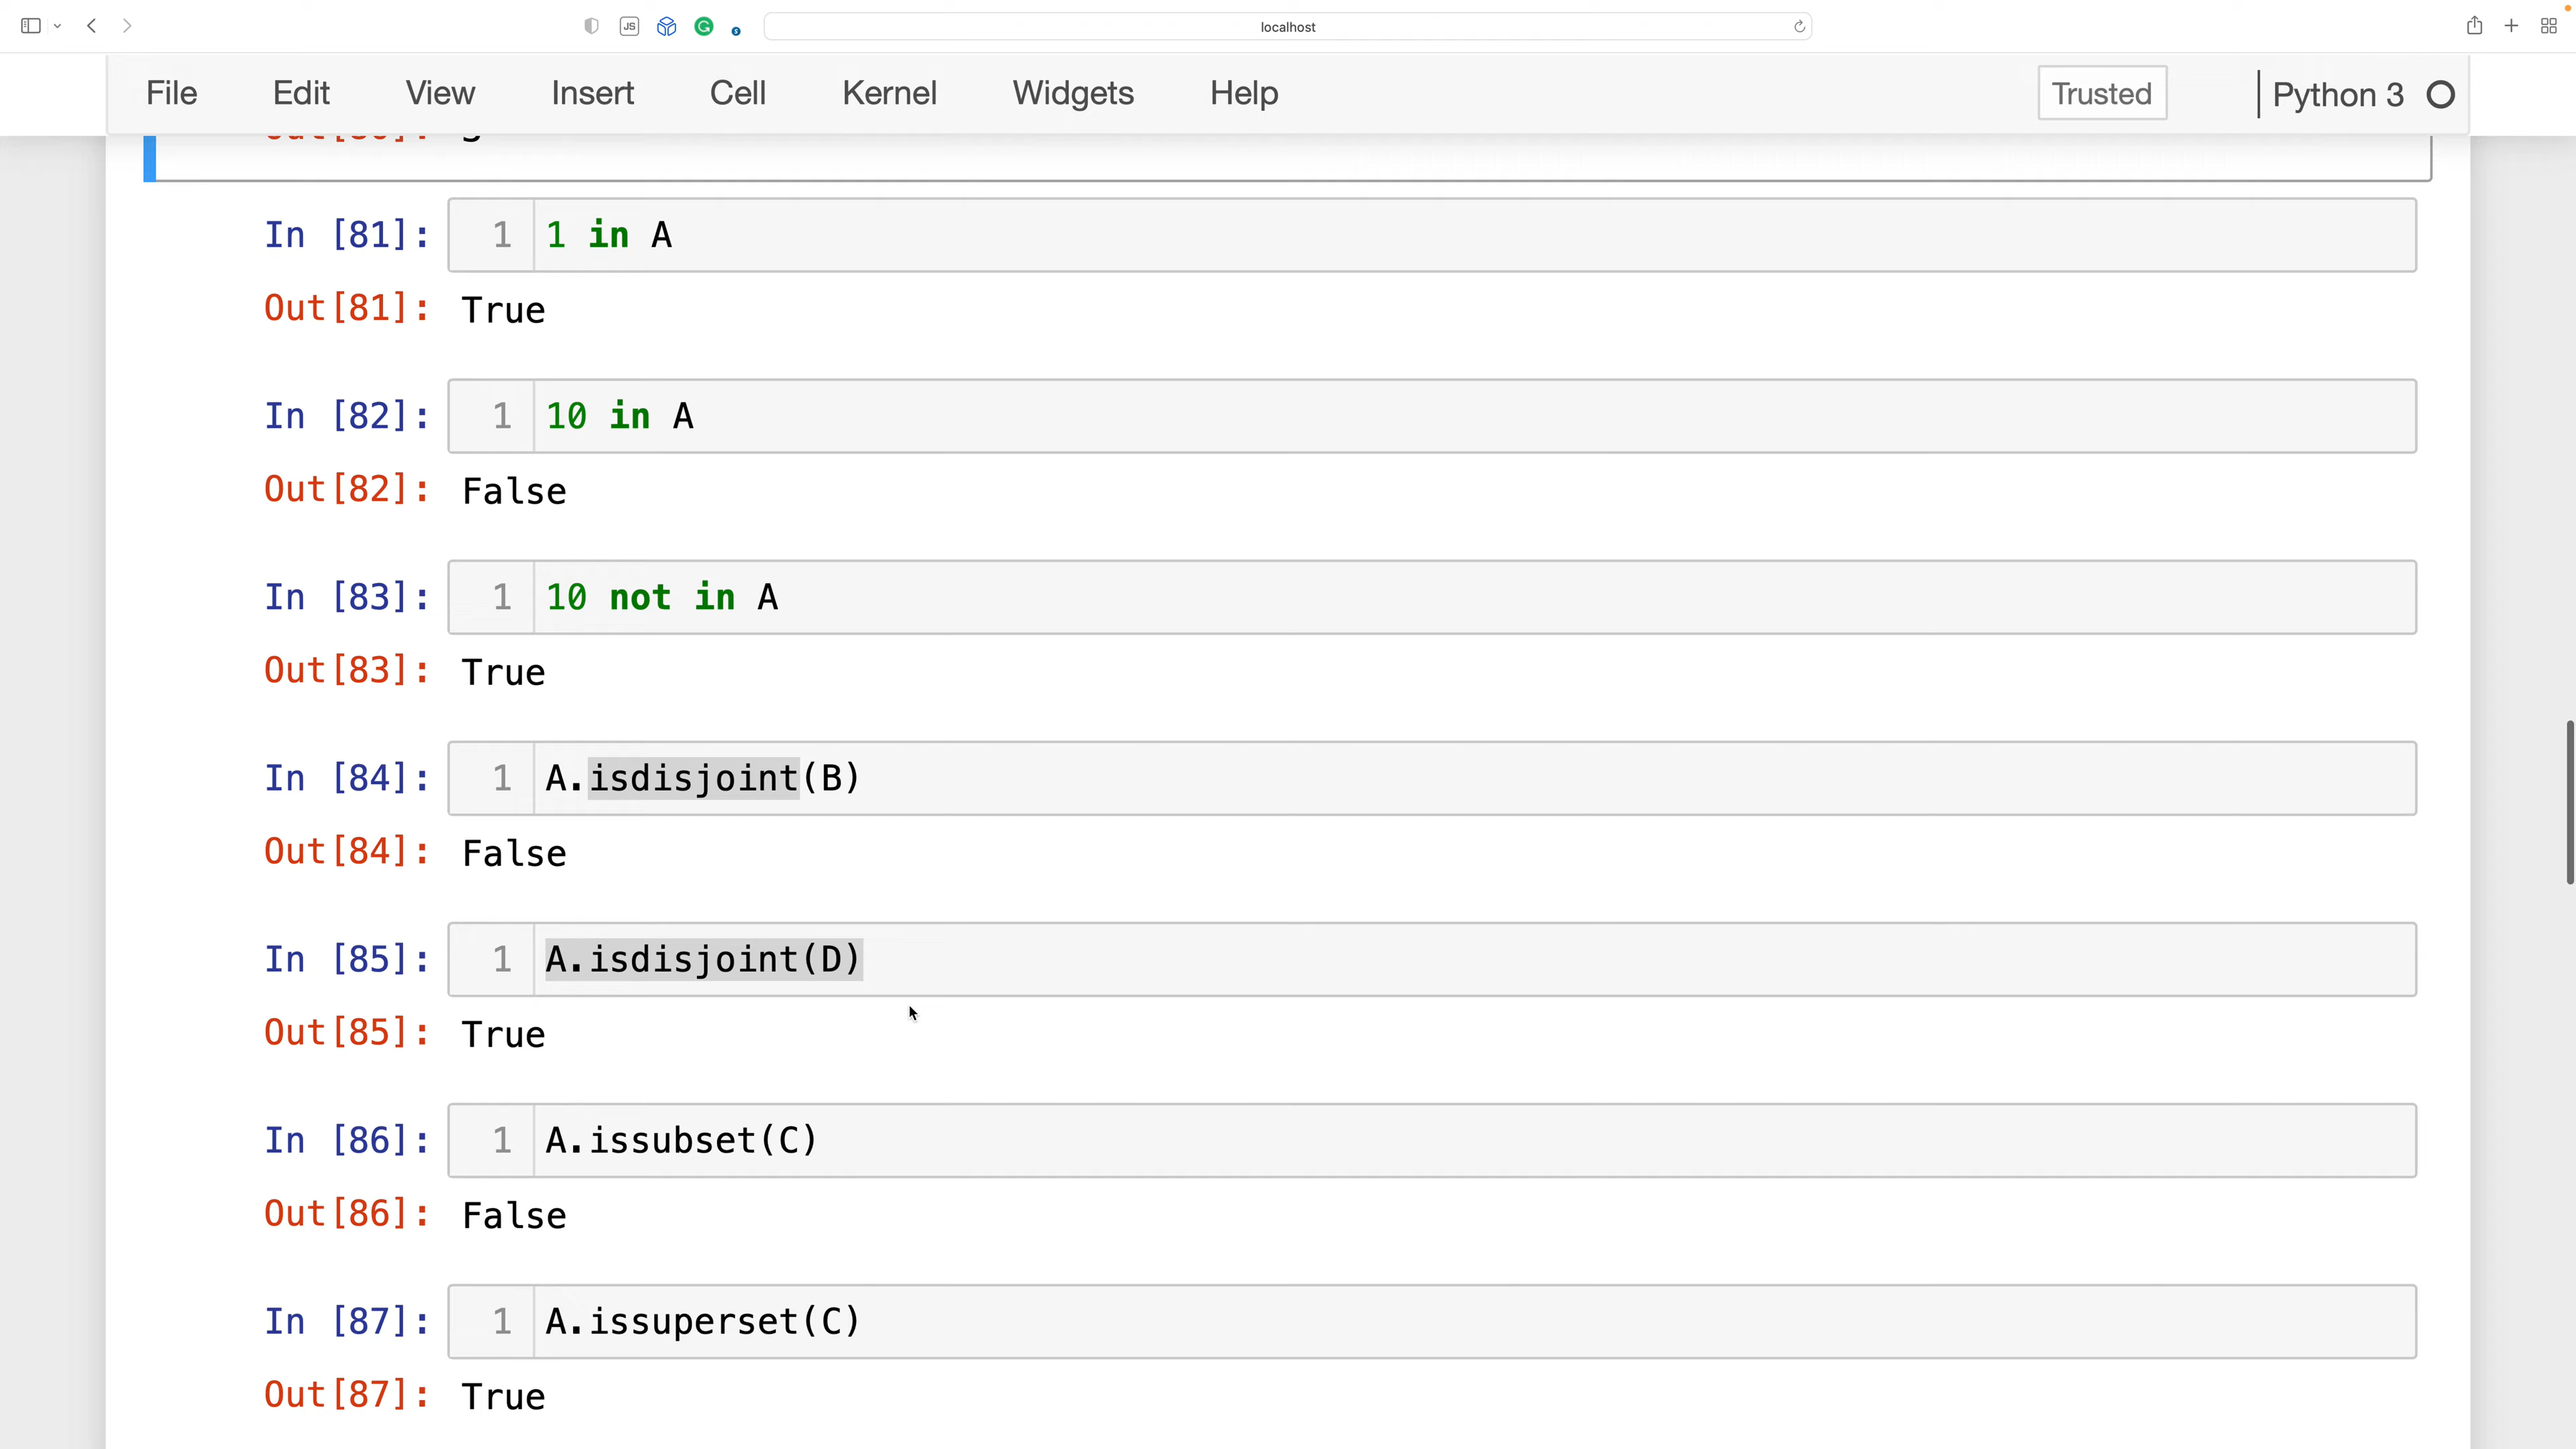 localhost
File Edit View Insert Cell Kernel Widgets Help Trusted Python 3
In [81]: 1 1 in A
Out[81]: True
In [82]: 1 10 in A
Out[82]: False
In [83]: 1 10 not in A
Out[83]: True
In [84]: 1 A.isdisjoint(B)
Out[84]: False
In [85]: 1 A.isdisjoint(D)
Out[85]: True
In [86]: 1 A.issubset(C)
Out[86]: False
In [87]: 1 A.issuperset(C)
Out[87]: True